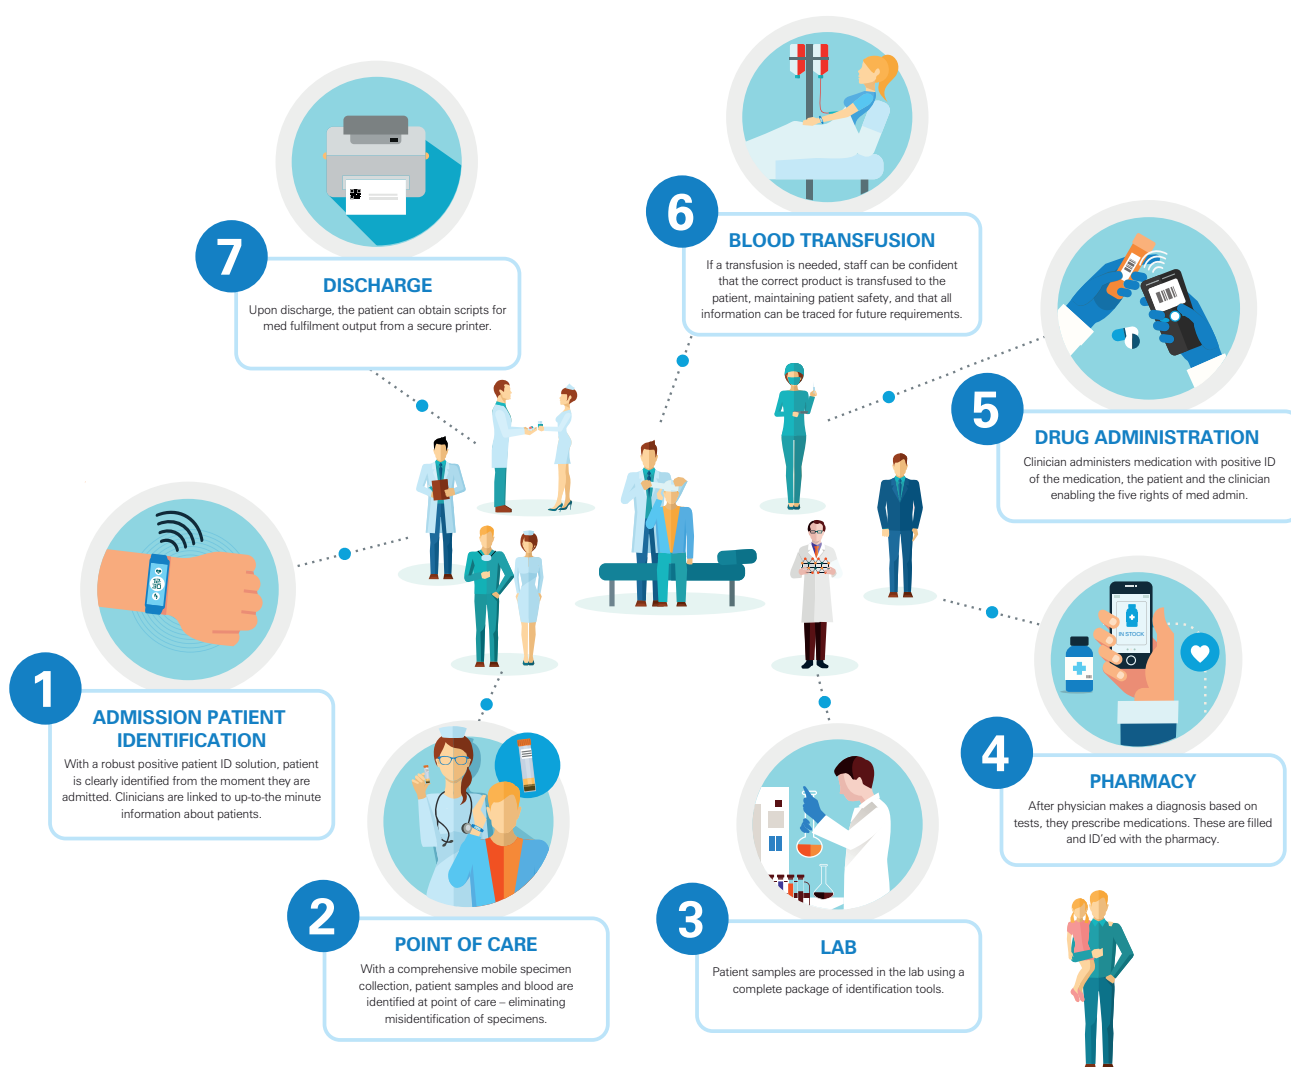 1
ADMISSION PATIENT
IDENTIFICATION
With a robust positive patient ID solution, patient
is clearly identified from the moment they are
admitted. Clinicians are linked to up-to-the minute
information about patients.
2
POINT OF CARE
With a comprehensive mobile specimen
collection, patient samples and blood are
identified at point of care – eliminating
misidentification of specimens.
3
LAB
Patient samples are processed in the lab using a
complete package of identification tools.
4
IN STOCK
PHARMACY
After physician makes a diagnosis based on
tests, they prescribe medications. These are filled
and ID’ed with the pharmacy.
5
DRUG ADMINISTRATION
Clinician administers medication with positive ID
of the medication, the patient and the clinician
enabling the five rights of med admin.
6
BLOOD TRANSFUSION
If a transfusion is needed, staff can be confident
that the correct product is transfused to the
patient, maintaining patient safety, and that all
information can be traced for future requirements.
7
DISCHARGE
Upon discharge, the patient can obtain scripts for
med fulfilment output from a secure printer.